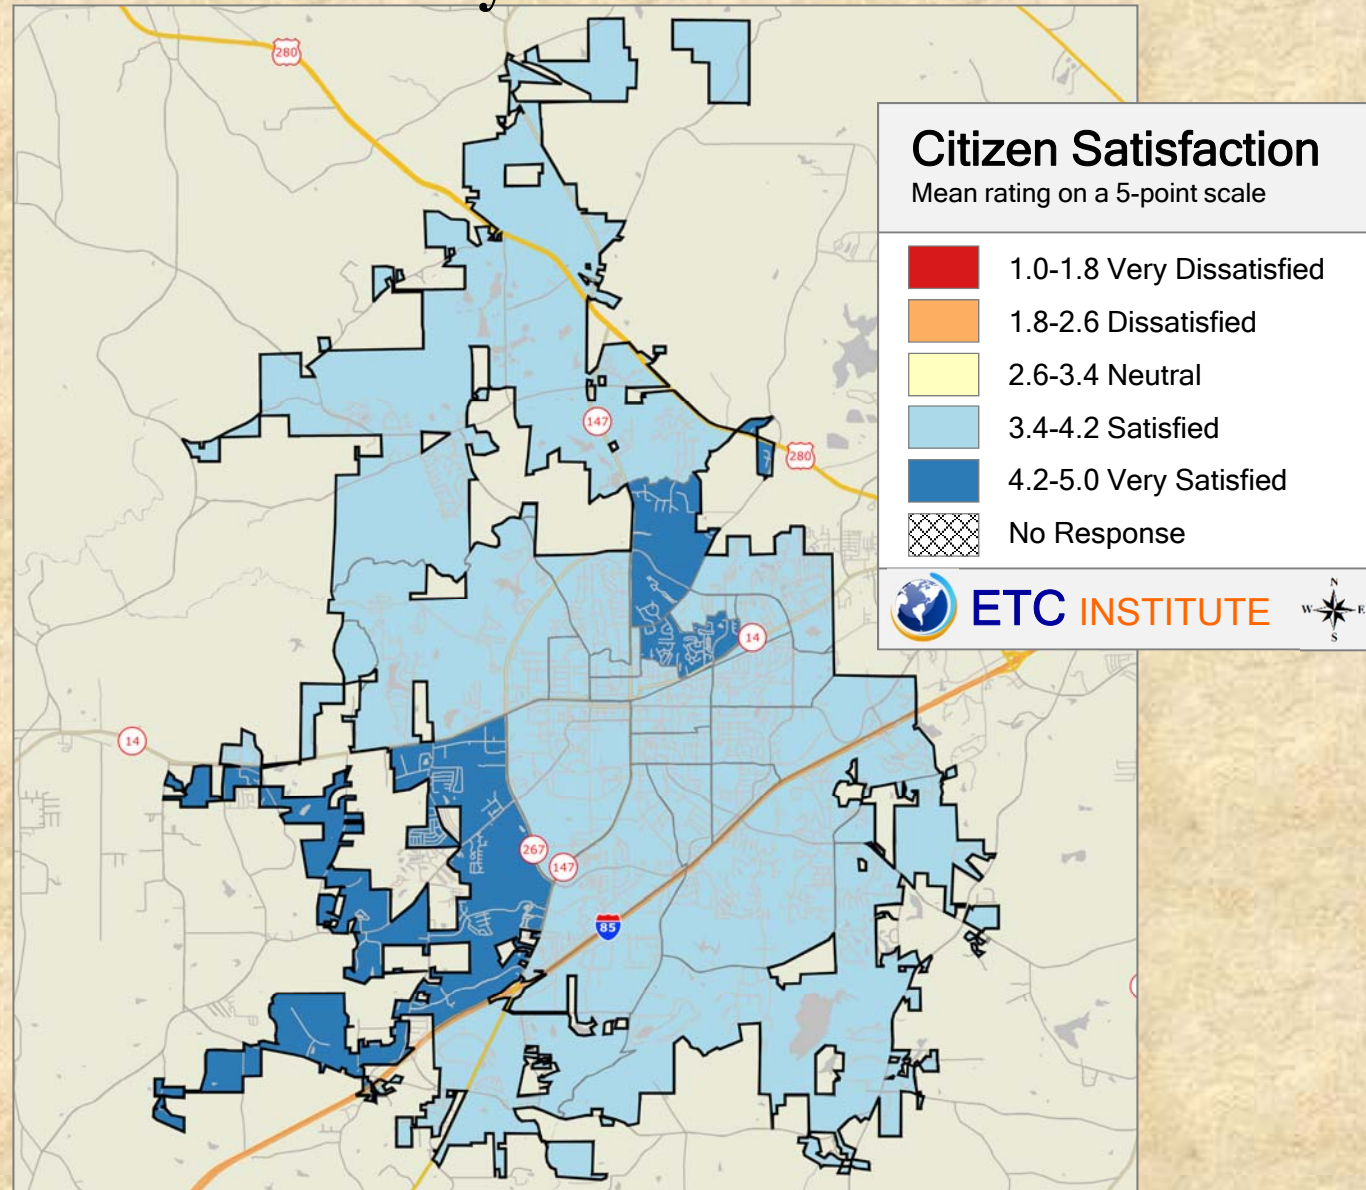 y
280
Citizen Satisfaction
Mean rating on a 5-point scale
1.0-1.8 Very Dissatisfied
1.8-2.6 Dissatisfied
2.6-3.4 Neutral
3.4-4.2 Satisfied
4.2-5.0 Very Satisfied
No Response
ETC INSTITUTE
N
W E
S
147
280
14
14
267
147
85